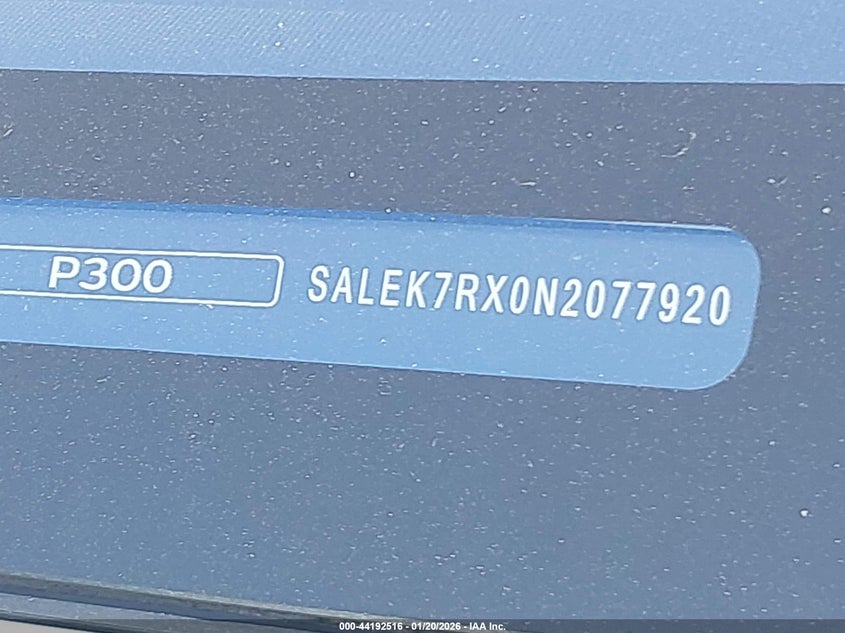 P300 SALEK7RX0N2077920
000-44192516 - 01/20/2026 - IAA Inc.